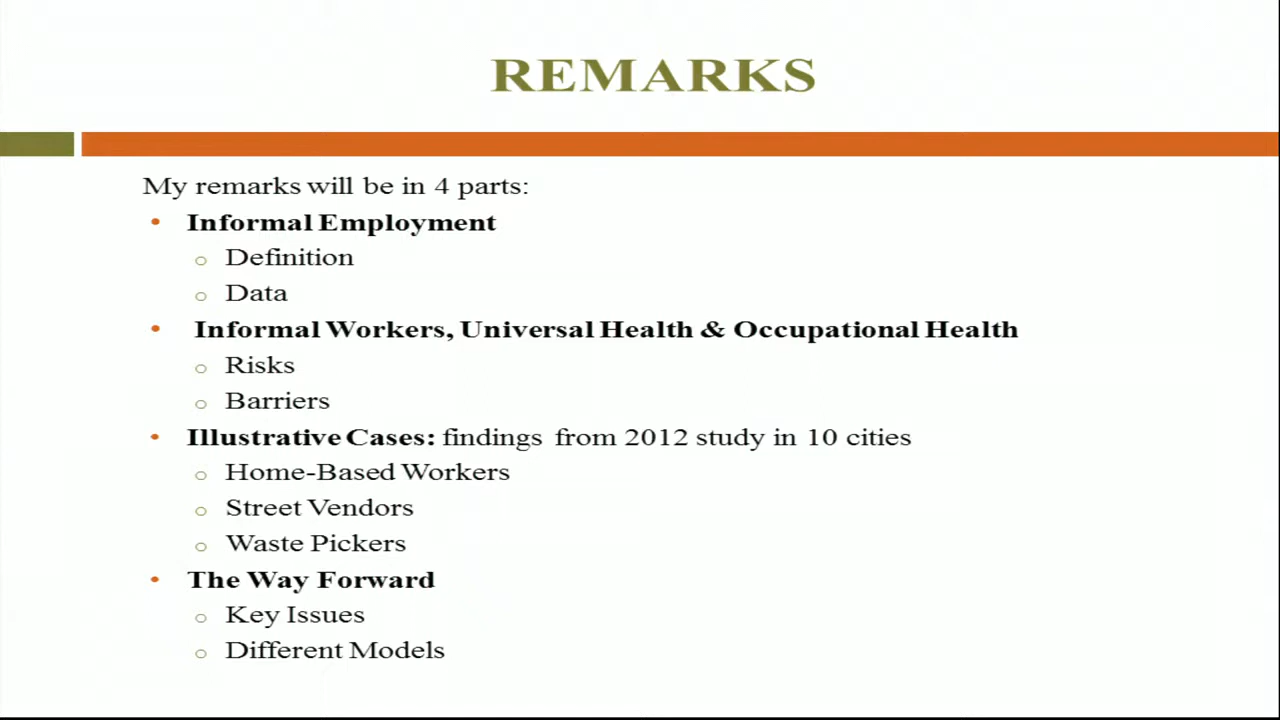 REMARKS
My remarks will be in 4 parts:
• Informal Employment
o Definition
o Data
• Informal Workers, Universal Health & Occupational Health
o Risks
o Barriers
• Illustrative Cases: findings from 2012 study in 10 cities
o Home-Based Workers
o Street Vendors
o Waste Pickers
• The Way Forward
o Key Issues
o Different Models